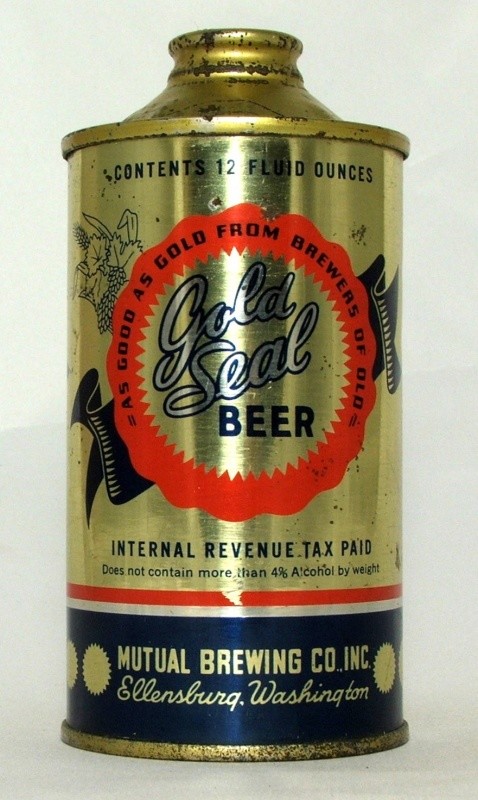 CONTENTS 12 FLUID OUNCES
=AS GOOD AS GOLD FROM BREWERS OF OLD=
Gold
Seal
BEER
INTERNAL REVENUE TAX PAID
Does not contain more than 4% Alcohol by weight
MUTUAL BREWING CO., INC.
Ellensburg, Washington